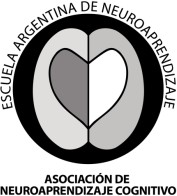 ESCUELA ARGENTINA DE NEUROAPRENDIZAJE
ASOCIACIÓN DE
NEUROAPRENDIZAJE COGNITIVO